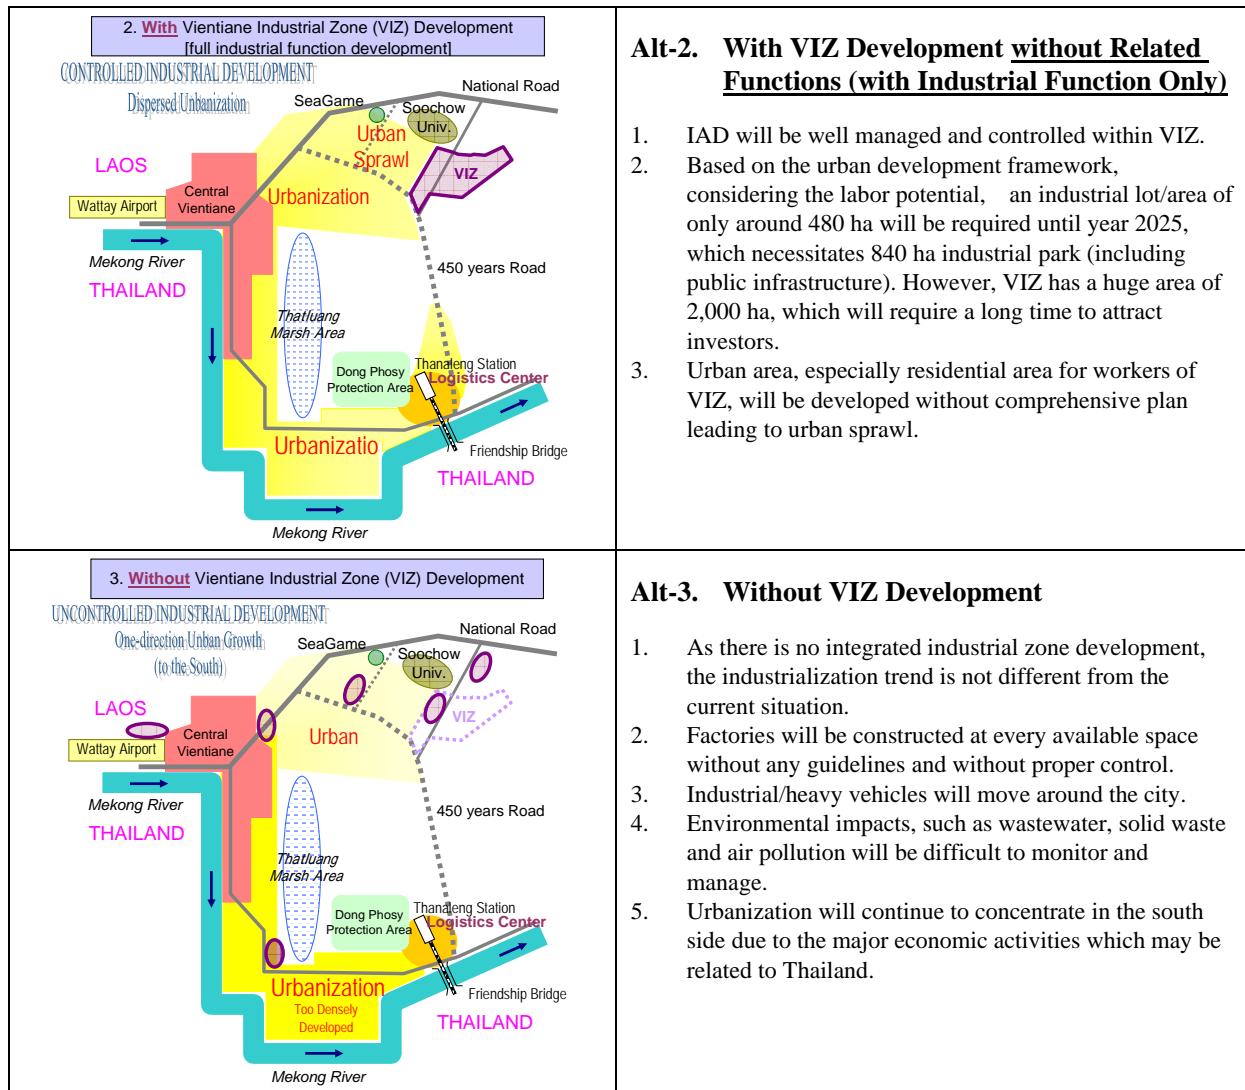 2. With Vientiane Industrial Zone (VIZ) Development
[full industrial function development]
CONTROLLED INDUSTRIAL DEVELOPMENT
Dispersed Urbanization
National Road
SeaGame
Soochow
Univ.
Urban
Sprawl
LAOS
VIZ
Central
Vientiane
Urbanization
Wattay Airport
Mekong River
THAILAND
450 years Road
Thatluang
Marsh Area
Dong Phosy
Protection Area
Thanaleng Station
Logistics Center
Urbanizatio
Friendship Bridge
THAILAND
Mekong River
Alt-2. With VIZ Development without Related
Functions (with Industrial Function Only)
1. IAD will be well managed and controlled within VIZ.
2. Based on the urban development framework,
considering the labor potential, an industrial lot/area of
only around 480 ha will be required until year 2025,
which necessitates 840 ha industrial park (including
public infrastructure). However, VIZ has a huge area of
2,000 ha, which will require a long time to attract
investors.
3. Urban area, especially residential area for workers of
VIZ, will be developed without comprehensive plan
leading to urban sprawl.
3. Without Vientiane Industrial Zone (VIZ) Development
UNCONTROLLED INDUSTRIAL DEVELOPMENT
One-direction Urban Growth
(to the South)
National Road
SeaGame
Soochow
Univ.
LAOS
VIZ
Central
Vientiane
Urban
Wattay Airport
Mekong River
THAILAND
450 years Road
Thatluang
Marsh Area
Dong Phosy
Protection Area
Thanaleng Station
Logistics Center
Urbanization
Too Densely
Developed
Friendship Bridge
THAILAND
Mekong River
Alt-3. Without VIZ Development
1. As there is no integrated industrial zone development,
the industrialization trend is not different from the
current situation.
2. Factories will be constructed at every available space
without any guidelines and without proper control.
3. Industrial/heavy vehicles will move around the city.
4. Environmental impacts, such as wastewater, solid waste
and air pollution will be difficult to monitor and
manage.
5. Urbanization will continue to concentrate in the south
side due to the major economic activities which may be
related to Thailand.